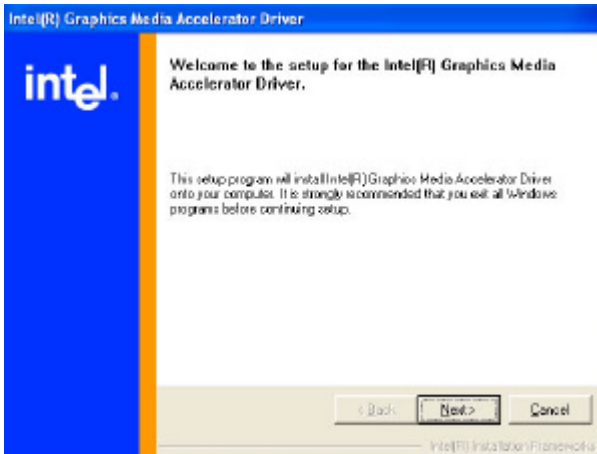 Intel(R) Graphics Media Accelerator Driver
intel.
Welcome to the setup for the Intel(R) Graphics Media
Accelerator Driver.
This setup program will install Intel(R) Graphics Media Accelerator Driver
onto your computer. It is strongly recommended that you exit all Windows
programs before continuing setup.
< Back
Next >
Cancel
Intel(R) Installation Frameworks